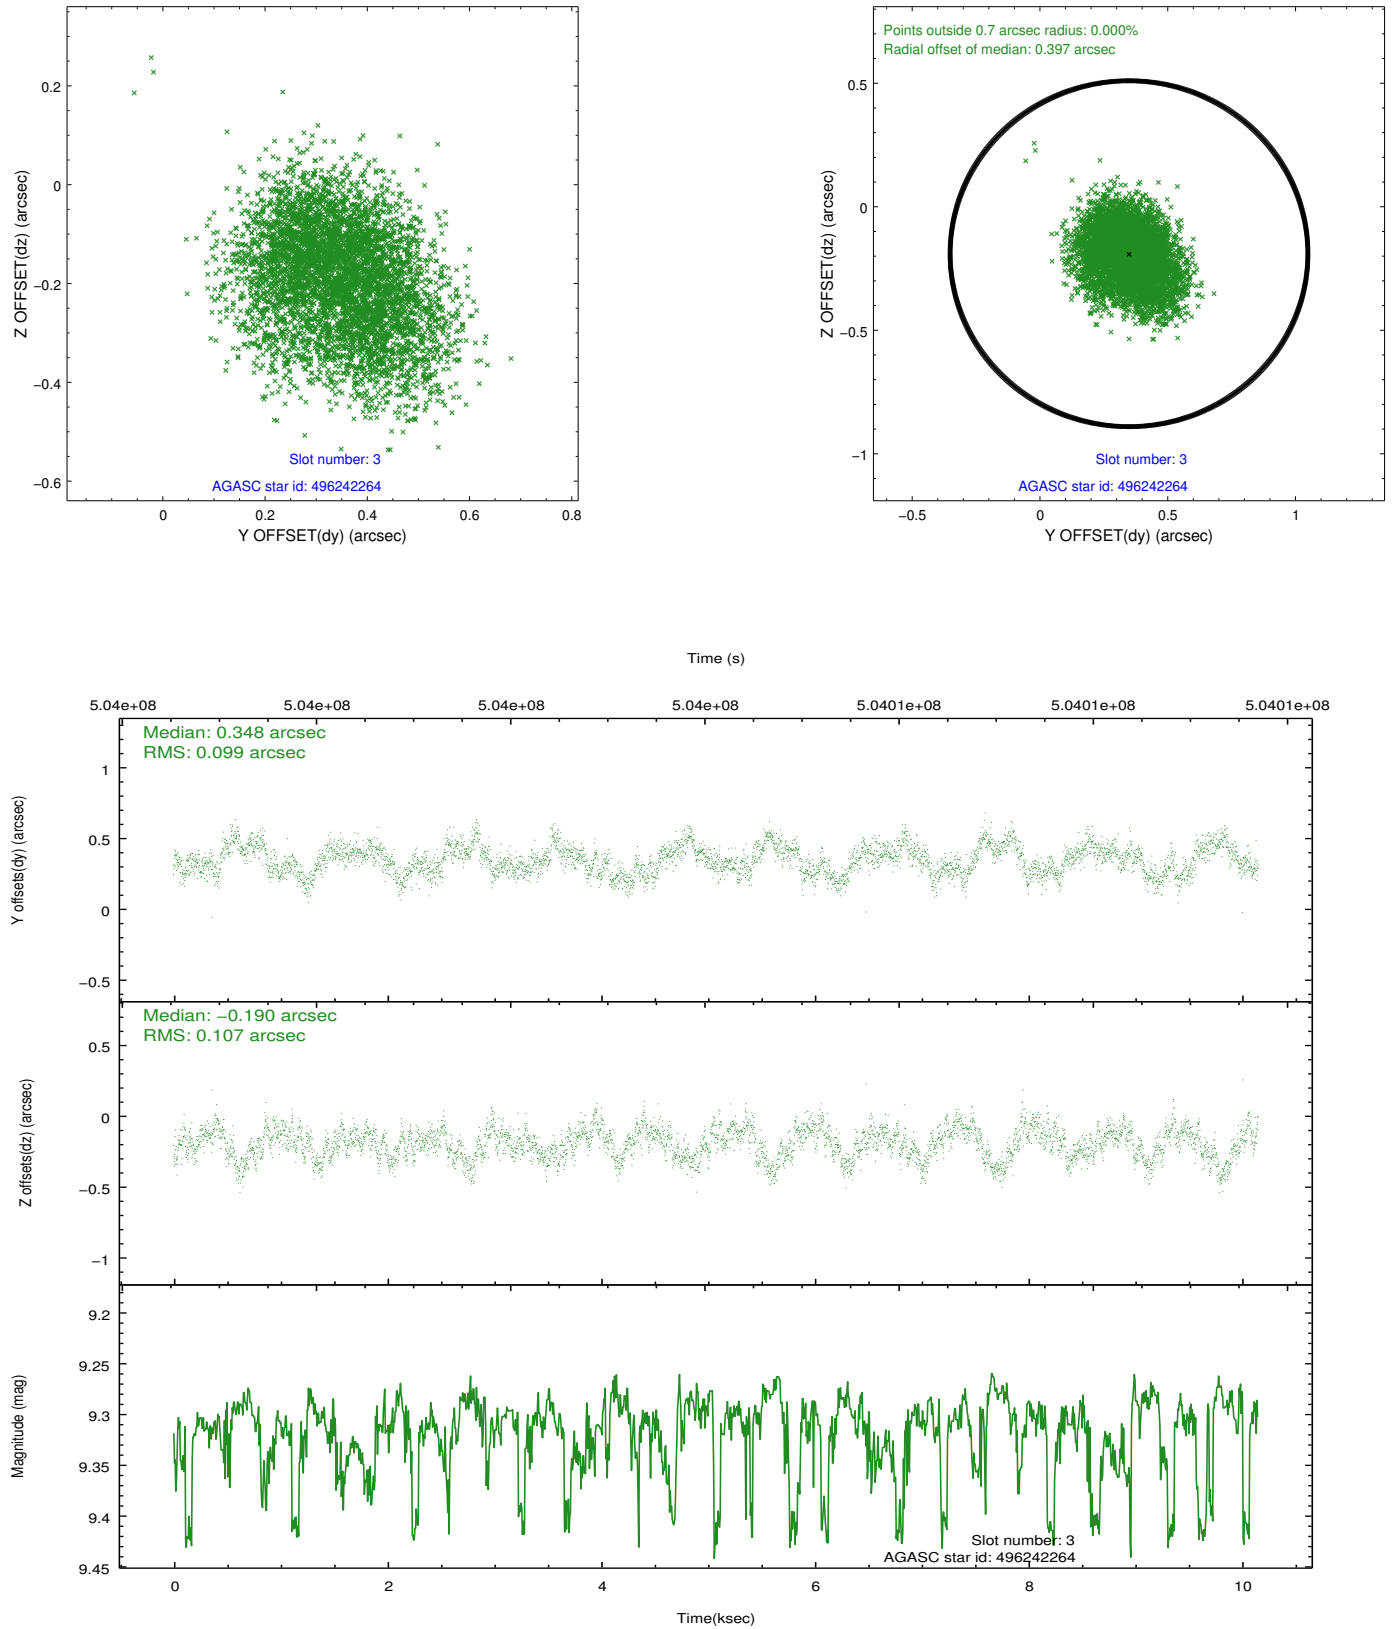 0.2
0
−0.2
−0.4
−0.6
Z OFFSET(dz) (arcsec)
Slot number: 3
AGASC star id: 496242264
0
0.2
0.4
0.6
0.8
Y OFFSET(dy) (arcsec)
Points outside 0.7 arcsec radius: 0.000%
Radial offset of median: 0.397 arcsec
0.5
0
−0.5
−1
Z OFFSET(dz) (arcsec)
Slot number: 3
AGASC star id: 496242264
−0.5
0
0.5
1
Y OFFSET(dy) (arcsec)
Time (s)
5.04e+08
5.04e+08
5.04e+08
5.04e+08
5.0401e+08
5.0401e+08
5.0401e+08
Median: 0.348 arcsec
RMS: 0.099 arcsec
1
0.5
0
−0.5
Y offsets(dy) (arcsec)
Median: −0.190 arcsec
RMS: 0.107 arcsec
0.5
0
−0.5
−1
Z offsets(dz) (arcsec)
9.2
9.25
9.3
9.35
9.4
9.45
Magnitude (mag)
Slot number: 3
AGASC star id: 496242264
0
2
4
6
8
10
Time(ksec)